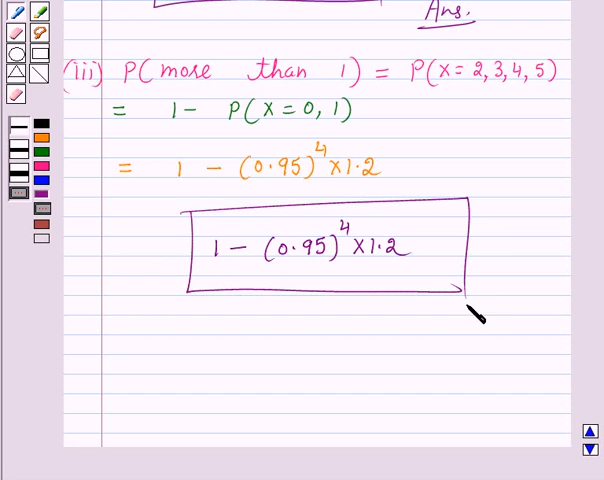 Ans.
(iii) P(more than 1) = P(x=2,3,4,5)
= 1 - P(x=0,1)
= 1 - (0.95)⁴×1.2
1 - (0.95)⁴×1.2